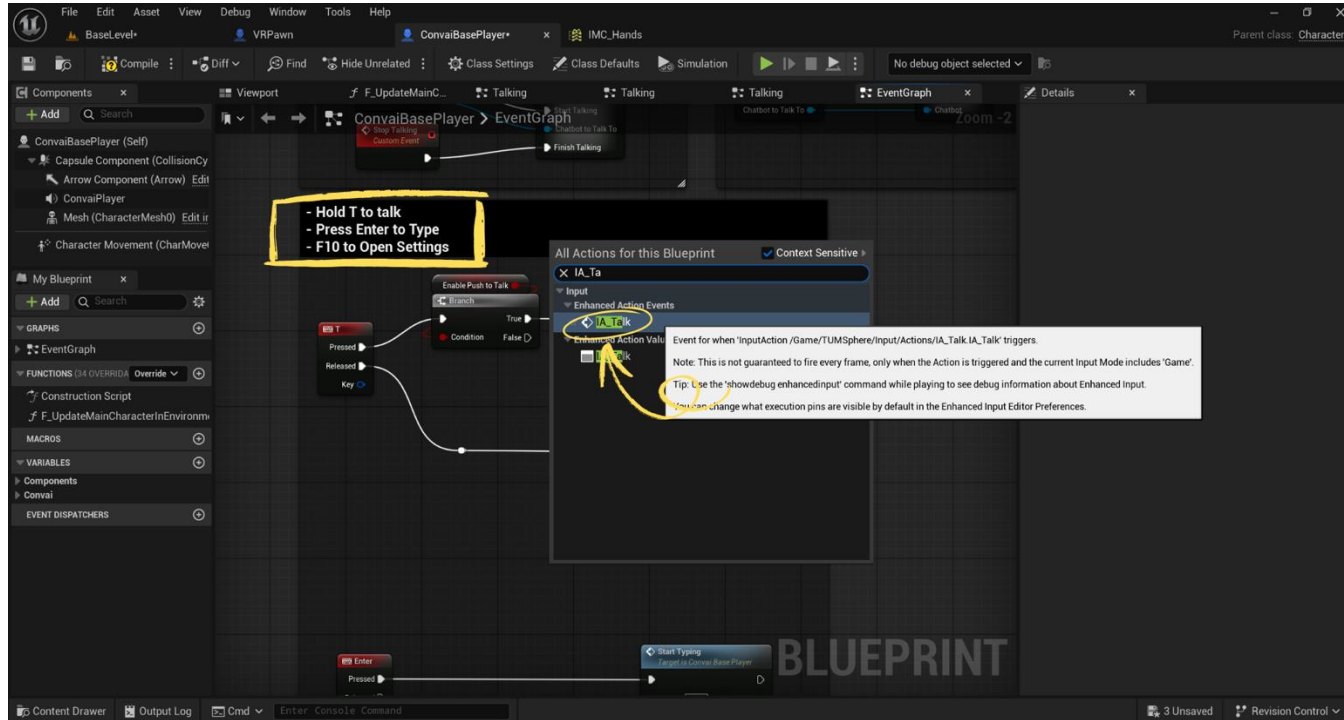 File Edit Asset View Debug Window Tools Help
BaseLevel• VRPawn ConvaiBasePlayer• × IMC_Hands Parent class: Character
Compile Diff Find Hide Unrelated Class Settings Class Defaults Simulation No debug object selected
Components × Viewport F_UpdateMainC... Talking Talking Talking EventGraph × Details ×
+ Add Search ConvaiBasePlayer > EventGraph Zoom -2
Start Talking Chatbot to Talk To Chatbot
Stop Talking Chatbot to Talk To
Custom Event
Finish Talking
ConvaiBasePlayer (Self)
Capsule Component (CollisionCy
Arrow Component (Arrow) Edit
ConvaiPlayer
Mesh (CharacterMesh0) Edit in
Character Movement (CharMove
- Hold T to talk
- Press Enter to Type
- F10 to Open Settings
All Actions for this Blueprint Context Sensitive
IA_Ta
Input
Enhanced Action Events
IA_Talk
Enhanced Action Valu
Event for when 'InputAction /Game/TUMSphere/Input/Actions/IA_Talk.IA_Talk' triggers.
Note: This is not guaranteed to fire every frame, only when the Action is triggered and the current Input Mode includes 'Game'.
Tip: Use the 'showdebug enhancedinput' command while playing to see debug information about Enhanced Input.
You can change what execution pins are visible by default in the Enhanced Input Editor Preferences.
Enable Push to Talk
Branch
True
Condition False
T
Pressed
Released
Key
My Blueprint ×
+ Add Search
GRAPHS
EventGraph
FUNCTIONS (34 OVERRIDA Override
Construction Script
F_UpdateMainCharacterInEnvironm
MACROS
VARIABLES
Components
Convai
EVENT DISPATCHERS
Enter
Pressed
Start Typing
Target is Convai Base Player
BLUEPRINT
Content Drawer Output Log Cmd Enter Console Command 3 Unsaved Revision Control